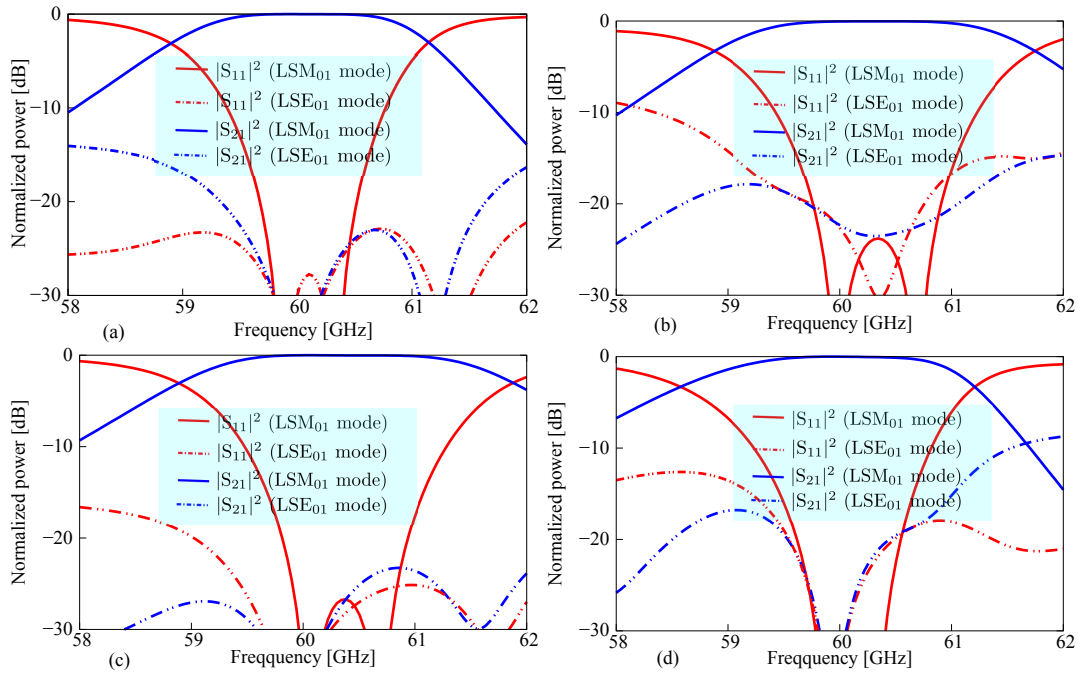 Normalized power [dB]
0
−10
−20
−30
|S11|² (LSM01 mode)
|S11|² (LSE01 mode)
|S21|² (LSM01 mode)
|S21|² (LSE01 mode)
58 59 60 61 62
(a) Freqquency [GHz]
Normalized power [dB]
0
−10
−20
−30
|S11|² (LSM01 mode)
|S11|² (LSE01 mode)
|S21|² (LSM01 mode)
|S21|² (LSE01 mode)
58 59 60 61 62
(b) Freqquency [GHz]
Normalized power [dB]
0
−10
−20
−30
|S11|² (LSM01 mode)
|S11|² (LSE01 mode)
|S21|² (LSM01 mode)
|S21|² (LSE01 mode)
58 59 60 61 62
(c) Freqquency [GHz]
Normalized power [dB]
0
−10
−20
−30
|S11|² (LSM01 mode)
|S11|² (LSE01 mode)
|S21|² (LSM01 mode)
|S21|² (LSE01 mode)
58 59 60 61 62
Freqquency [GHz] (d)